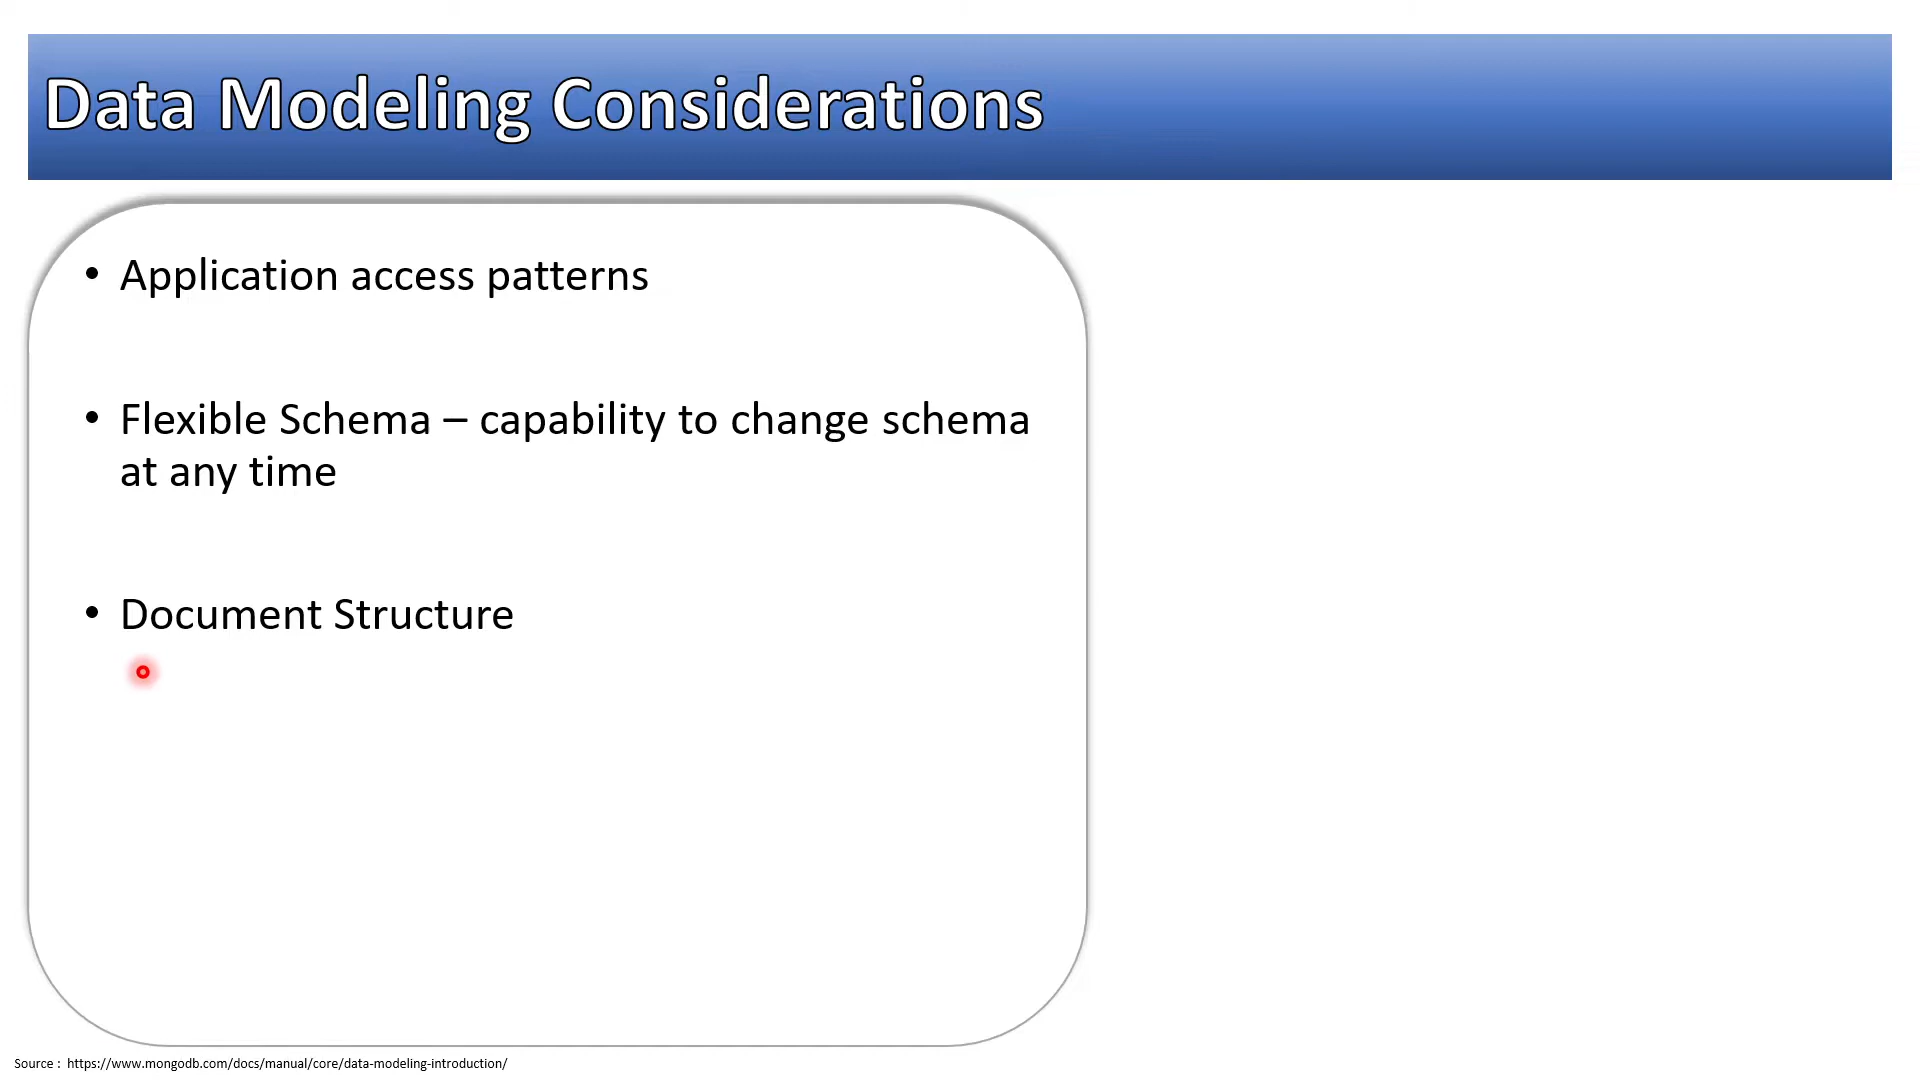 Data Modeling Considerations
• Application access patterns
• Flexible Schema – capability to change schema
at any time
• Document Structure
Source : https://www.mongodb.com/docs/manual/core/data-modeling-introduction/